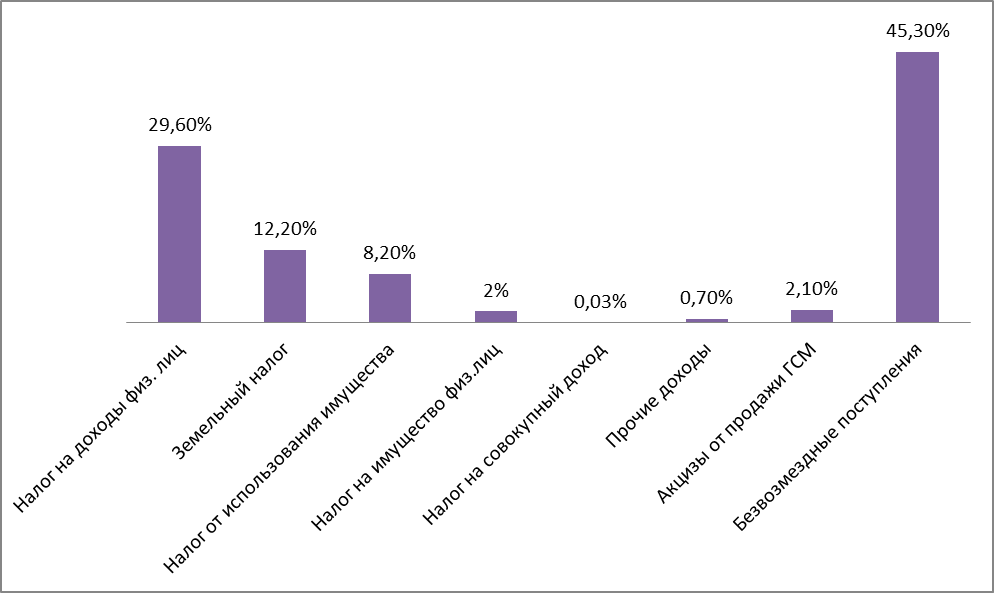 45,30%
29,60%
12,20%
8,20%
2%
0,03%
0,70%
2,10%
Налог на доходы физ. лиц
Земельный налог
Налог от использования имущества
Налог на имущество физ.лиц
Налог на совокупный доход
Прочие доходы
Акцизы от продажи ГСМ
Безвозмездные поступления